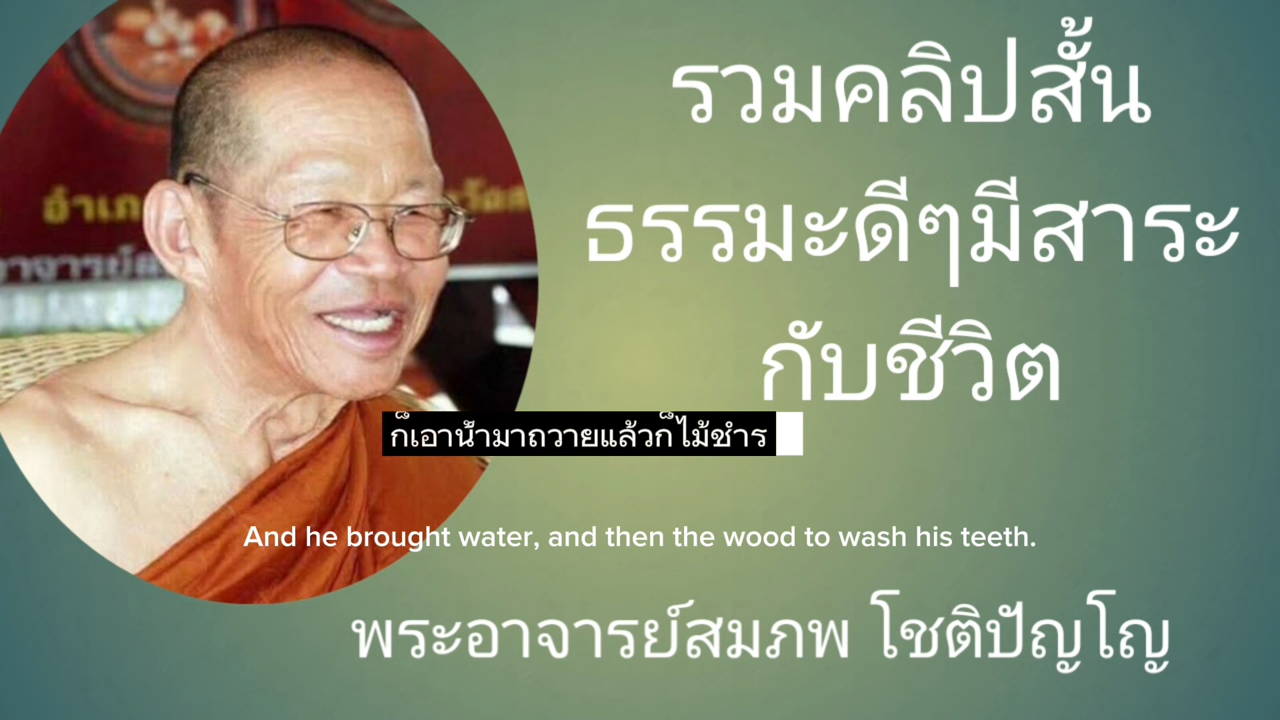 รวมคลิปสั้น
ธรรมะดีๆมีสาระ
กับชีวิต
ก็เอาน้ำมาถวายแล้วก็ไม้ชำร
And he brought water, and then the wood to wash his teeth.
พระอาจารย์สมภพ โชติปัญโญ